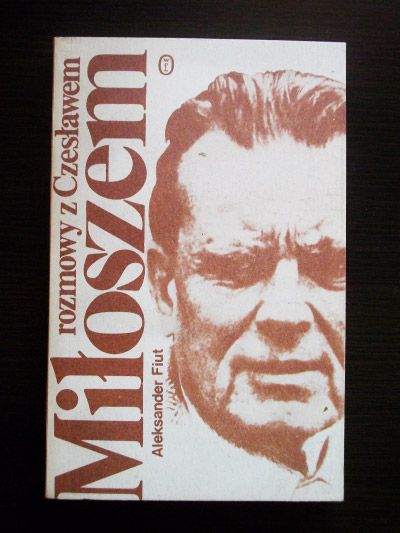 rozmowy z Czesławem
Miłoszem
Aleksander Fiut